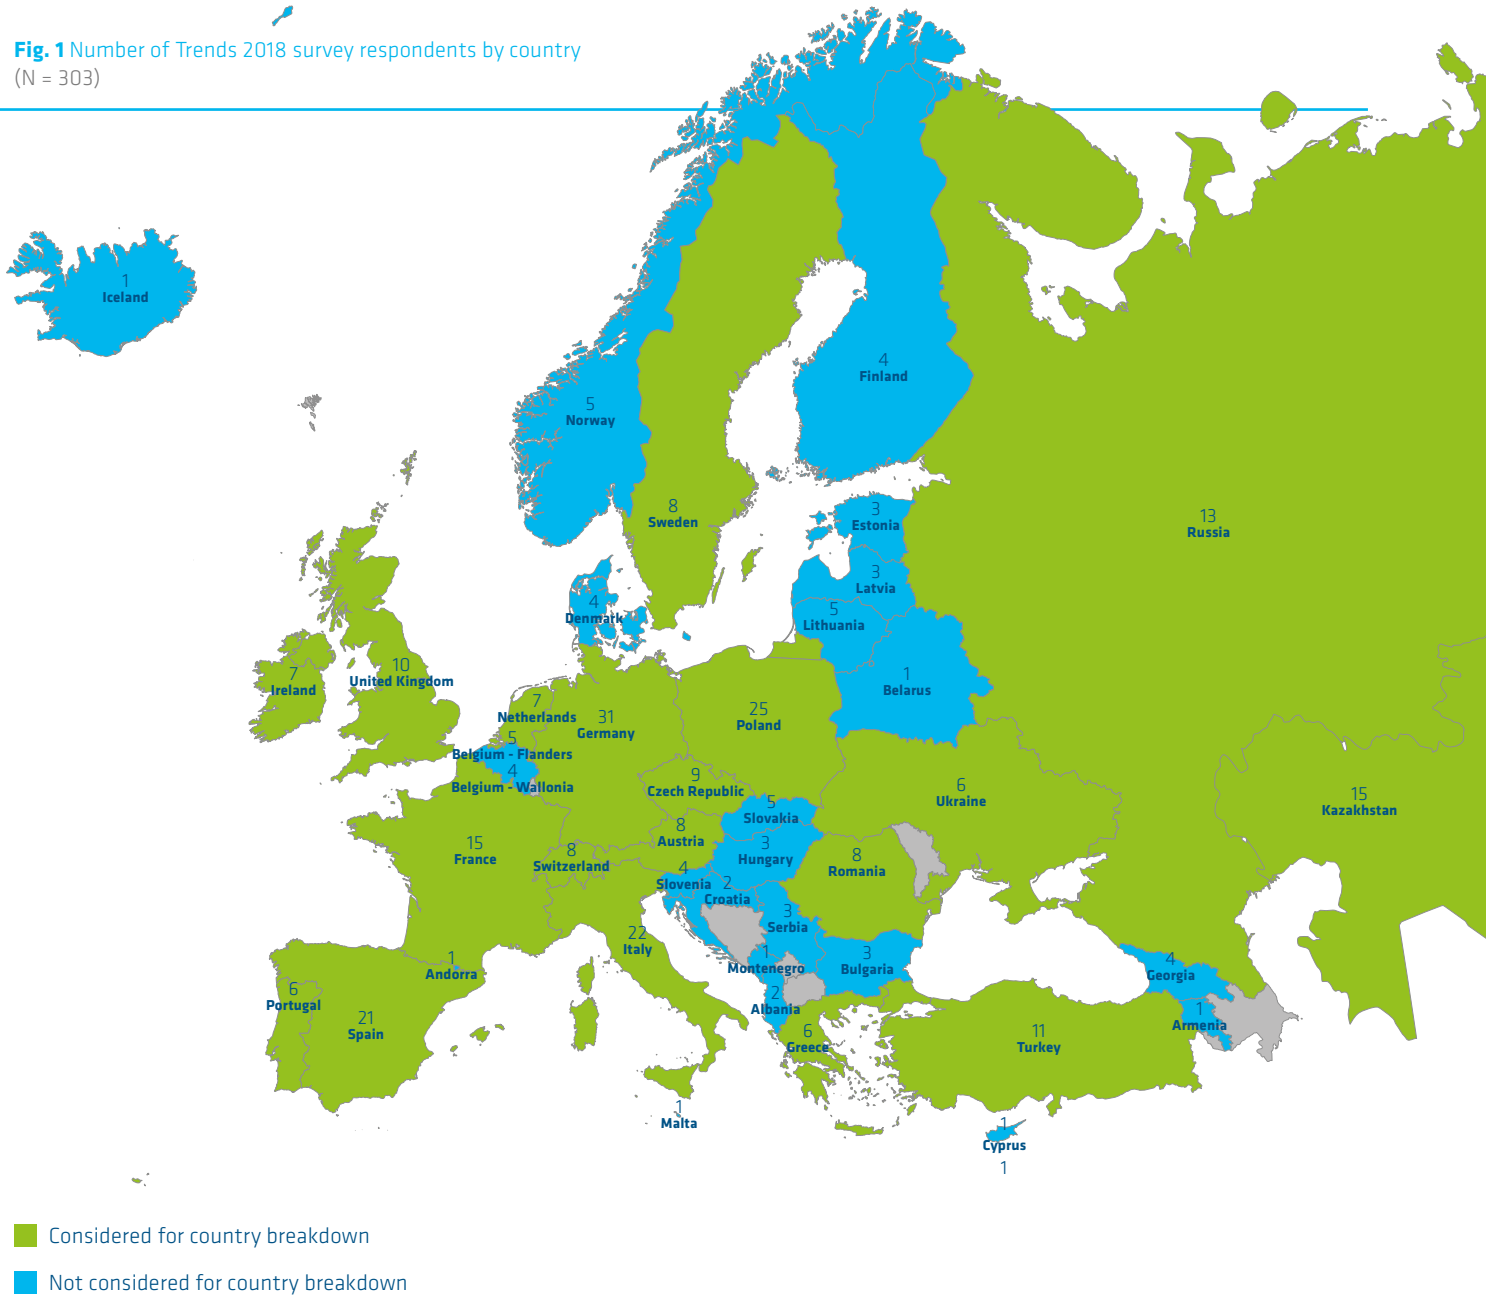 Fig. 1 Number of Trends 2018 survey respondents by country
(N = 303)
1
Iceland
4
Finland
5
Norway
8
Sweden
3
Estonia
13
Russia
3
Latvia
4
Denmark
5
Lithuania
10
United Kingdom
7
Ireland
1
Belarus
7
Netherlands
31
Germany
25
Poland
5
Belgium - Flanders
4
Belgium - Wallonia
9
Czech Republic
6
Ukraine
15
Kazakhstan
5
Slovakia
8
Austria
3
Hungary
15
France
8
Switzerland
8
Romania
4
Slovenia
2
Croatia
3
Serbia
22
Italy
1
Montenegro
3
Bulgaria
1
Andorra
4
Georgia
6
Portugal
2
Albania
21
Spain
1
Armenia
6
Greece
11
Turkey
1
Malta
1
Cyprus
1
Considered for country breakdown
Not considered for country breakdown